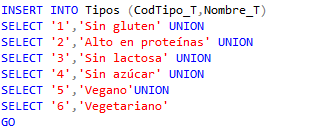 INSERT INTO Tipos (CodTipo_T,Nombre_T)
SELECT '1','Sin gluten' UNION
SELECT '2','Alto en proteínas' UNION
SELECT '3','Sin lactosa' UNION
SELECT '4','Sin azúcar' UNION
SELECT '5','Vegano'UNION
SELECT '6','Vegetariano'
GO